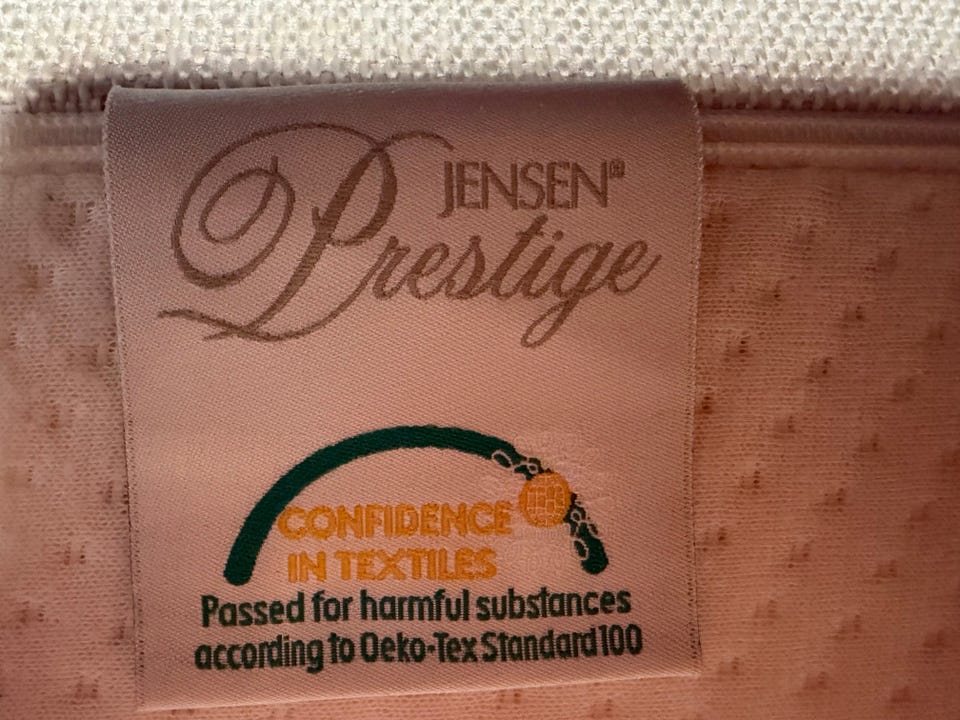 JENSEN®
Prestige
CONFIDENCE
IN TEXTILES
Passed for harmful substances
according to Oeko-Tex Standard 100